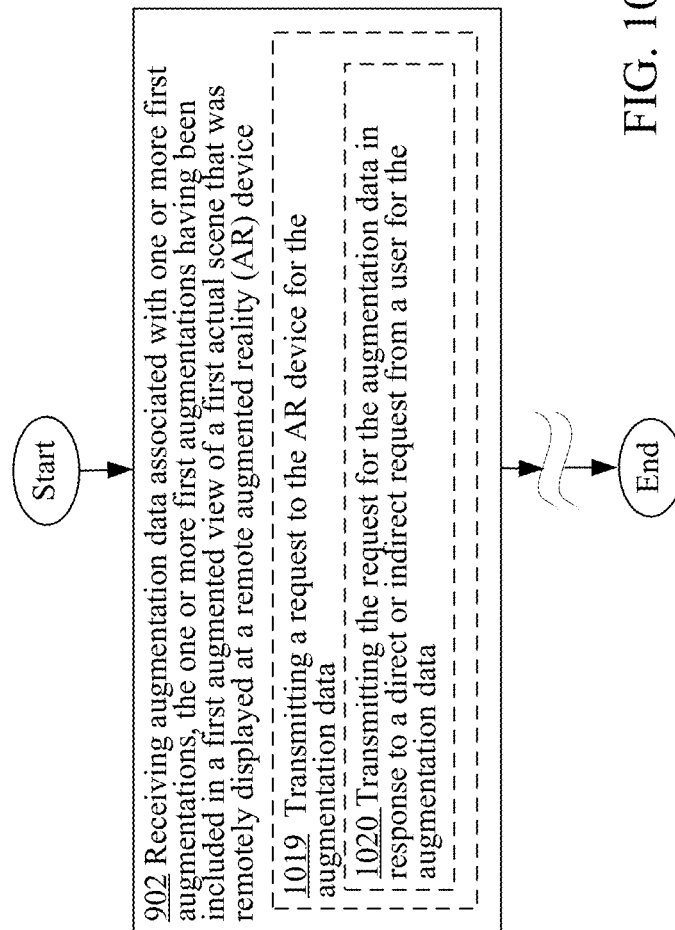 Start
902 Receiving augmentation data associated with one or more first
augmentations, the one or more first augmentations having been
included in a first augmented view of a first actual scene that was
remotely displayed at a remote augmented reality (AR) device
1019 Transmitting a request to the AR device for the
augmentation data
1020 Transmitting the request for the augmentation data in
response to a direct or indirect request from a user for the
augmentation data
End